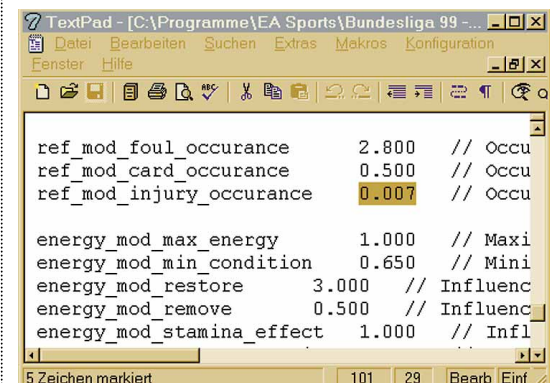 TextPad - [C:\Programme\EA Sports\Bundesliga 99 -...
Datei Bearbeiten Suchen Extras Makros Konfiguration
Fenster Hilfe
ref_mod_foul_occurance 2.800 // Occu
ref_mod_card_occurance 0.500 // Occu
ref_mod_injury_occurance 0.007 // Occu
energy_mod_max_energy 1.000 // Maxi
energy_mod_min_condition 0.650 // Mini
energy_mod_restore 3.000 // Influenc
energy_mod_remove 0.500 // Influenc
energy_mod_stamina_effect 1.000 // Infl
5 Zeichen markiert 101 29 Bearb Einf